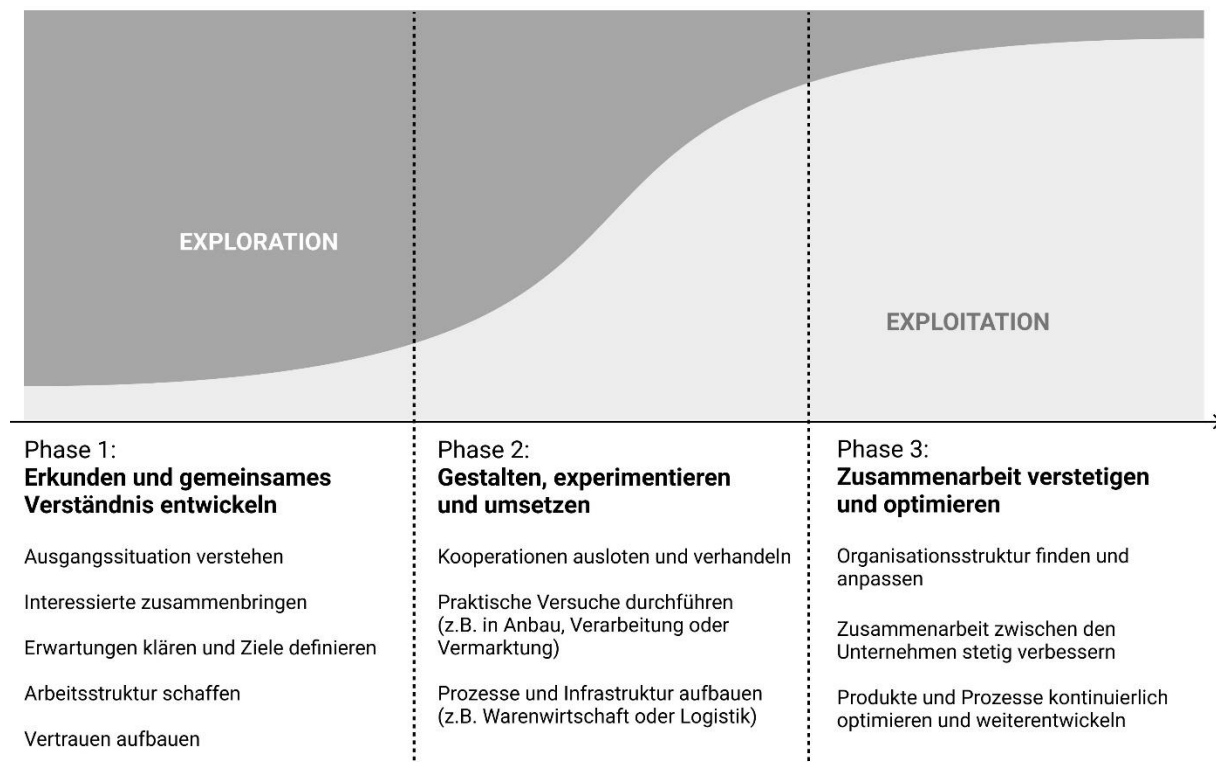 EXPLORATION
EXPLOITATION
Phase 1:
Erkunden und gemeinsames
Verständnis entwickeln
Ausgangssituation verstehen
Interessierte zusammenbringen
Erwartungen klären und Ziele definieren
Arbeitsstruktur schaffen
Vertrauen aufbauen
Phase 2:
Gestalten, experimentieren
und umsetzen
Kooperationen ausloten und verhandeln
Praktische Versuche durchführen
(z.B. in Anbau, Verarbeitung oder
Vermarktung)
Prozesse und Infrastruktur aufbauen
(z.B. Warenwirtschaft oder Logistik)
Phase 3:
Zusammenarbeit verstetigen
und optimieren
Organisationsstruktur finden und
anpassen
Zusammenarbeit zwischen den
Unternehmen stetig verbessern
Produkte und Prozesse kontinuierlich
optimieren und weiterentwickeln